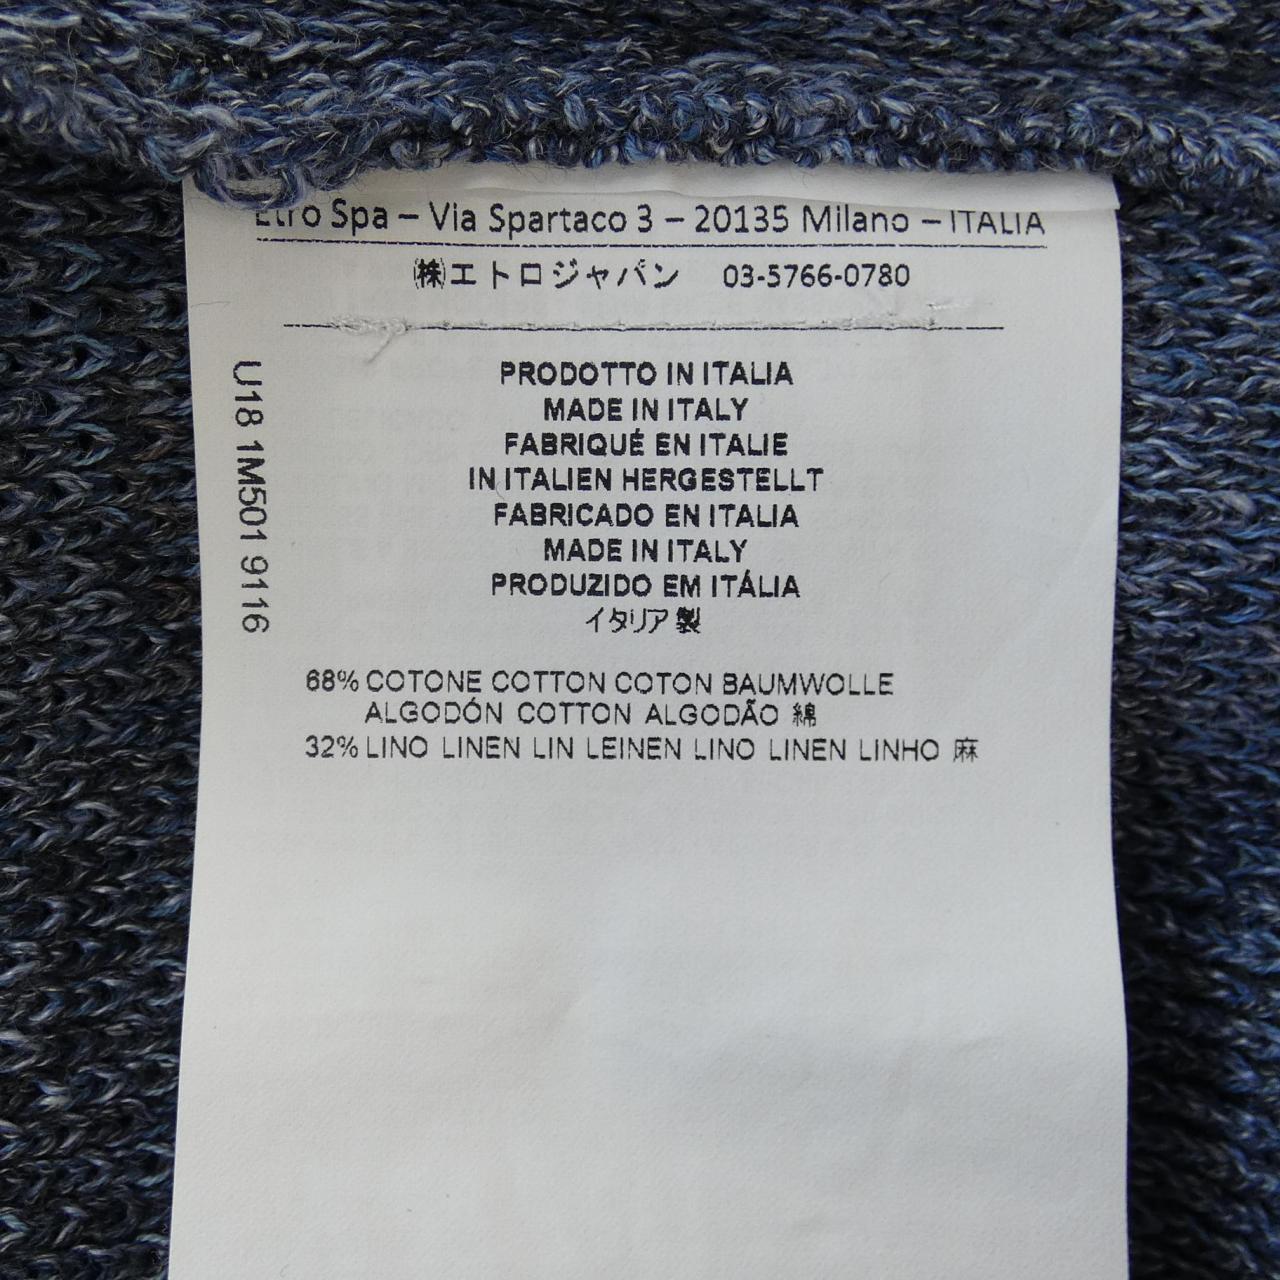 Etro Spa – Via Spartaco 3 – 20135 Milano – ITALIA
㈱エトロジャパン 03-5766-0780
U18 1M501 9116
PRODOTTO IN ITALIA
MADE IN ITALY
FABRIQUÉ EN ITALIE
IN ITALIEN HERGESTELLT
FABRICADO EN ITALIA
MADE IN ITALY
PRODUZIDO EM ITÁLIA
イタリア製
68% COTONE COTTON COTON BAUMWOLLE
ALGODÓN COTTON ALGODÃO 綿
32% LINO LINEN LIN LEINEN LINO LINEN LINHO 麻